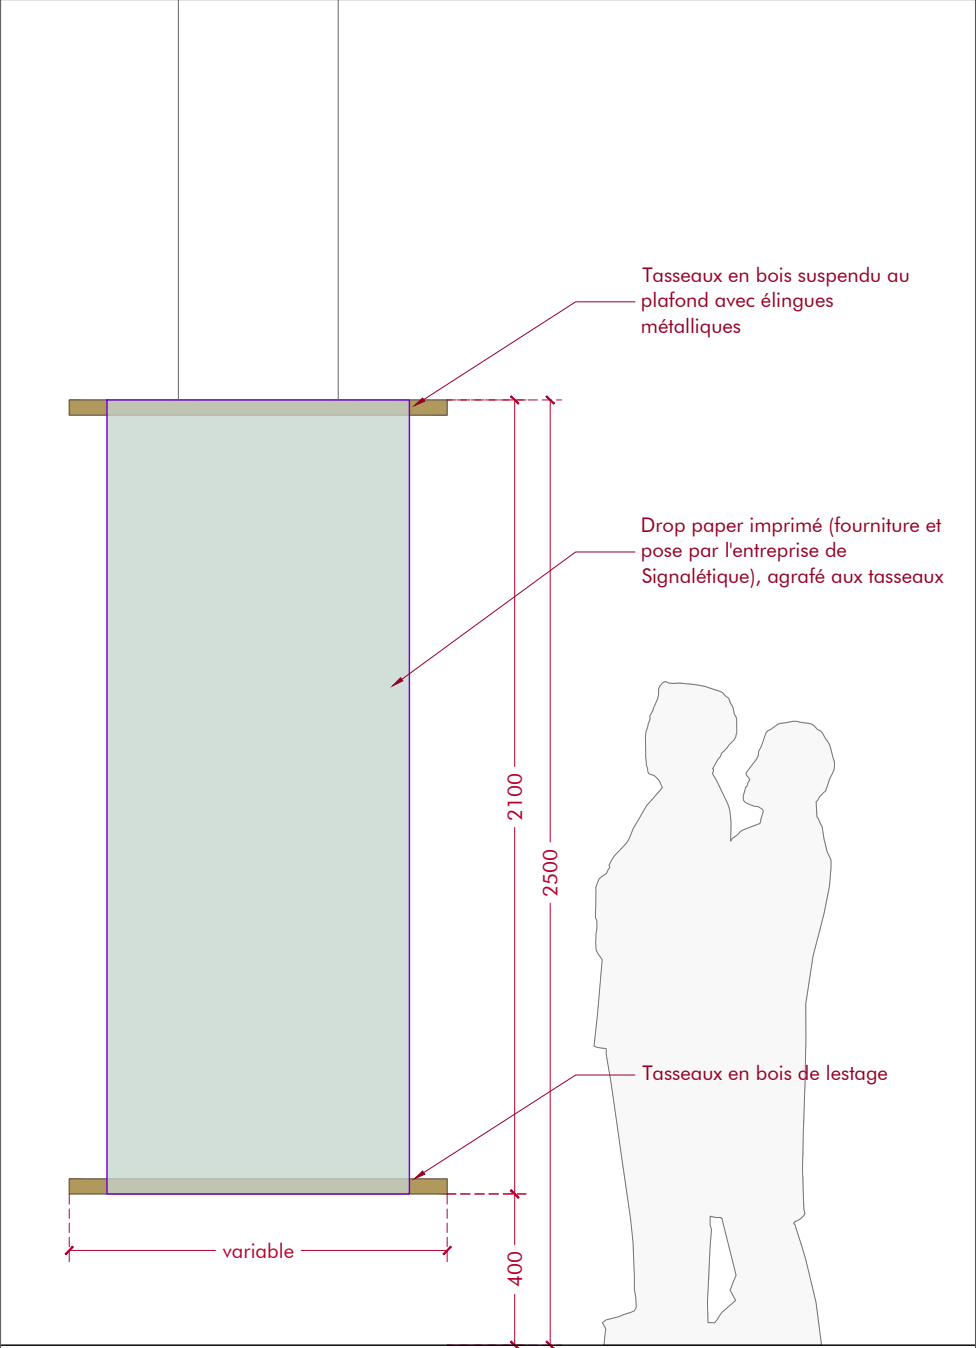 Tasseaux en bois suspendu au
plafond avec élingues
métalliques
Drop paper imprimé (fourniture et
pose par l'entreprise de
Signalétique), agrafé aux tasseaux
2100
2500
Tasseaux en bois de lestage
variable
400